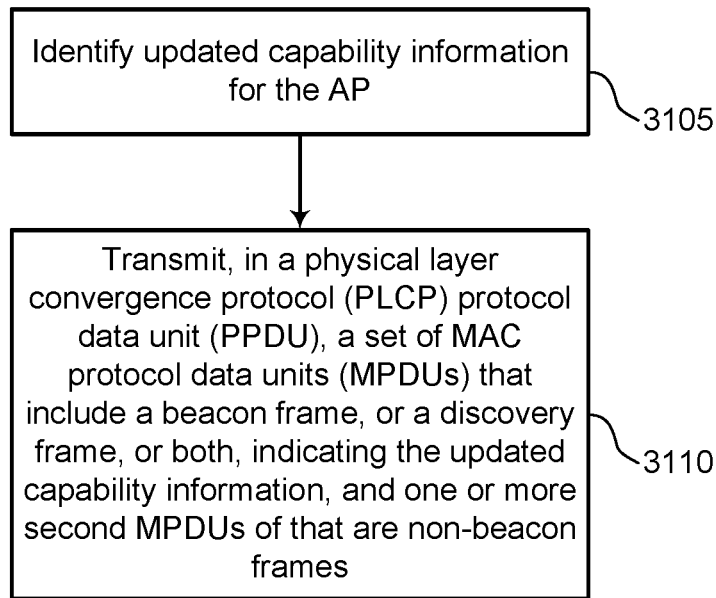 Identify updated capability information
for the AP
3105
Transmit, in a physical layer
convergence protocol (PLCP) protocol
data unit (PPDU), a set of MAC
protocol data units (MPDUs) that
include a beacon frame, or a discovery
frame, or both, indicating the updated
capability information, and one or more
second MPDUs of that are non-beacon
frames
3110